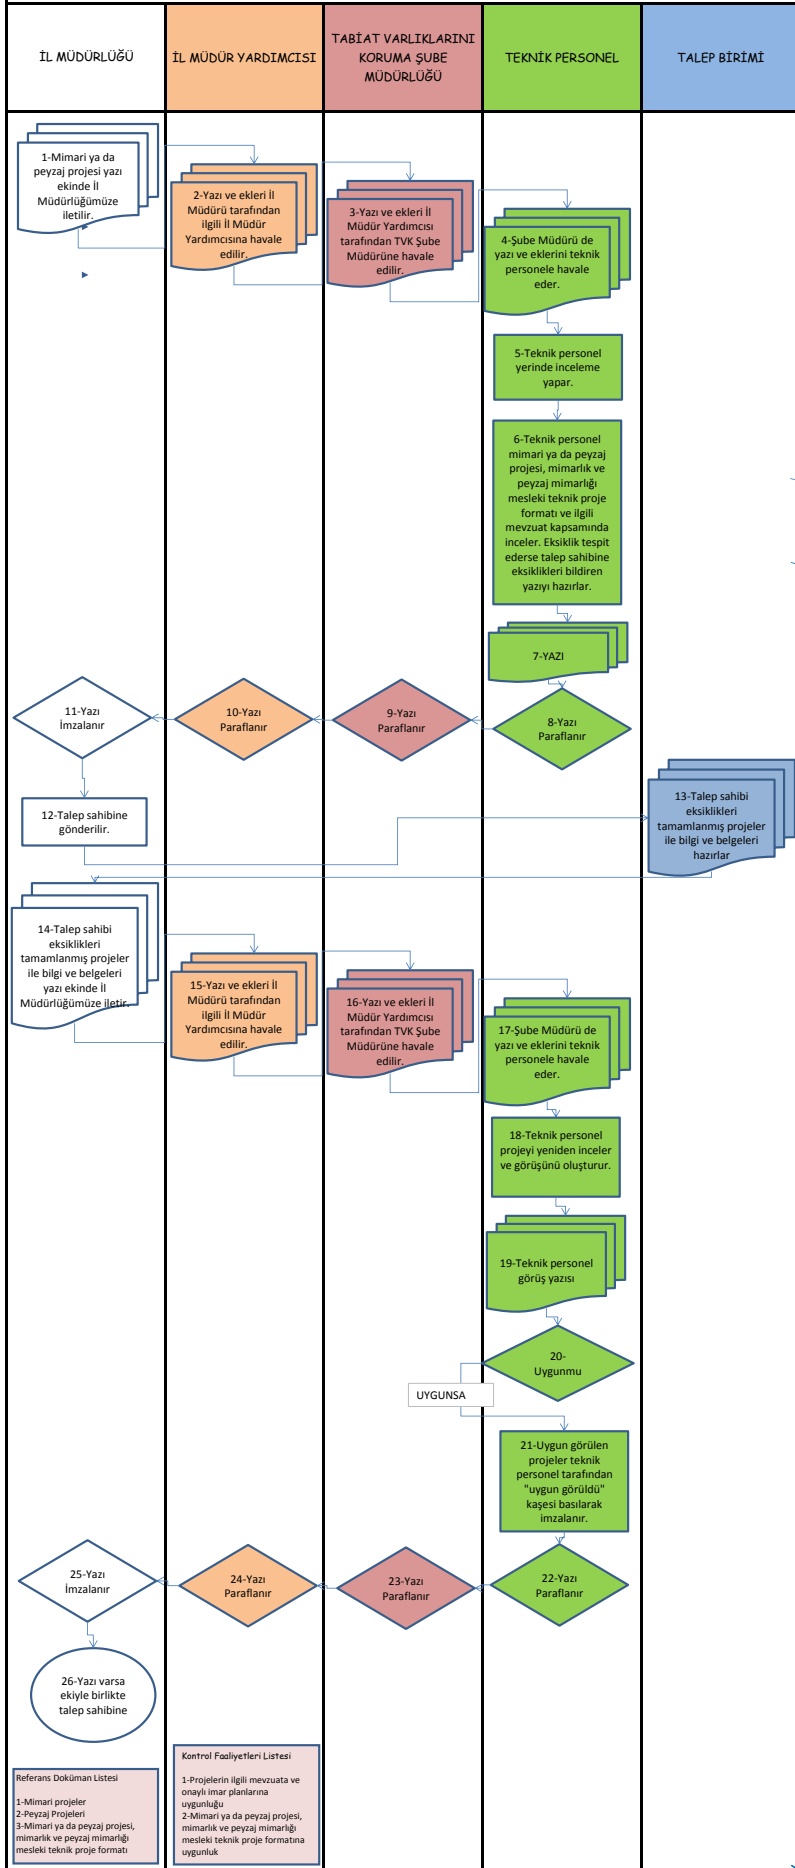 İL MÜDÜRLÜĞÜ
İL MÜDÜR YARDIMCISI
TABİAT VARLIKLARINI
KORUMA ŞUBE
MÜDÜRLÜĞÜ
TEKNİK PERSONEL
TALEP BİRİMİ
1-Mimari ya da
peyzaj projesi yazı
ekinde İl
Müdürlüğümüze
iletilir.
2-Yazı ve ekleri İl
Müdürü tarafından
ilgili İl Müdür
Yardımcısına havale
edilir.
3-Yazı ve ekleri İl
Müdür Yardımcısı
tarafından TVK Şube
Müdürüne havale
edilir.
4-Şube Müdürü de
yazı ve eklerini teknik
personele havale
eder.
5-Teknik personel
yerinde inceleme
yapar.
6-Teknik personel
mimari ya da peyzaj
projesi, mimarlık ve
peyzaj mimarlığı
mesleki teknik proje
formatı ve ilgili
mevzuat kapsamında
inceler. Eksiklik tespit
ederse talep sahibine
eksiklikleri bildiren
yazıyı hazırlar.
7-YAZI
8-Yazı
Paraflanır
9-Yazı
Paraflanır
10-Yazı
Paraflanır
11-Yazı
İmzalanır
12-Talep sahibine
gönderilir.
13-Talep sahibi
eksiklikleri
tamamlanmış projeler
ile bilgi ve belgeleri
hazırlar
14-Talep sahibi
eksiklikleri
tamamlanmış projeler
ile bilgi ve belgeleri
yazı ekinde İl
Müdürlüğümüze iletir.
15-Yazı ve ekleri İl
Müdürü tarafından
ilgili İl Müdür
Yardımcısına havale
edilir.
16-Yazı ve ekleri İl
Müdür Yardımcısı
tarafından TVK Şube
Müdürüne havale
edilir.
17-Şube Müdürü de
yazı ve eklerini teknik
personele havale
eder.
18-Teknik personel
projeyi yeniden inceler
ve görüşünü oluşturur.
19-Teknik personel
görüş yazısı
20-
Uygunmu
UYGUNSA
21-Uygun görülen
projeler teknik
personel tarafından
"uygun görüldü"
kaşesi basılarak
imzalanır.
22-Yazı
Paraflanır
23-Yazı
Paraflanır
24-Yazı
Paraflanır
25-Yazı
İmzalanır
26-Yazı varsa
ekiyle birlikte
talep sahibine
Referans Doküman Listesi
1-Mimari projeler
2-Peyzaj Projeleri
3-Mimari ya da peyzaj projesi,
mimarlık ve peyzaj mimarlığı
mesleki teknik proje formatı
Kontrol Faaliyetleri Listesi
1-Projelerin ilgili mevzuata ve
onaylı imar planlarına
uygunluğu
2-Mimari ya da peyzaj projesi,
mimarlık ve peyzaj mimarlığı
mesleki teknik proje formatına
uygunluk